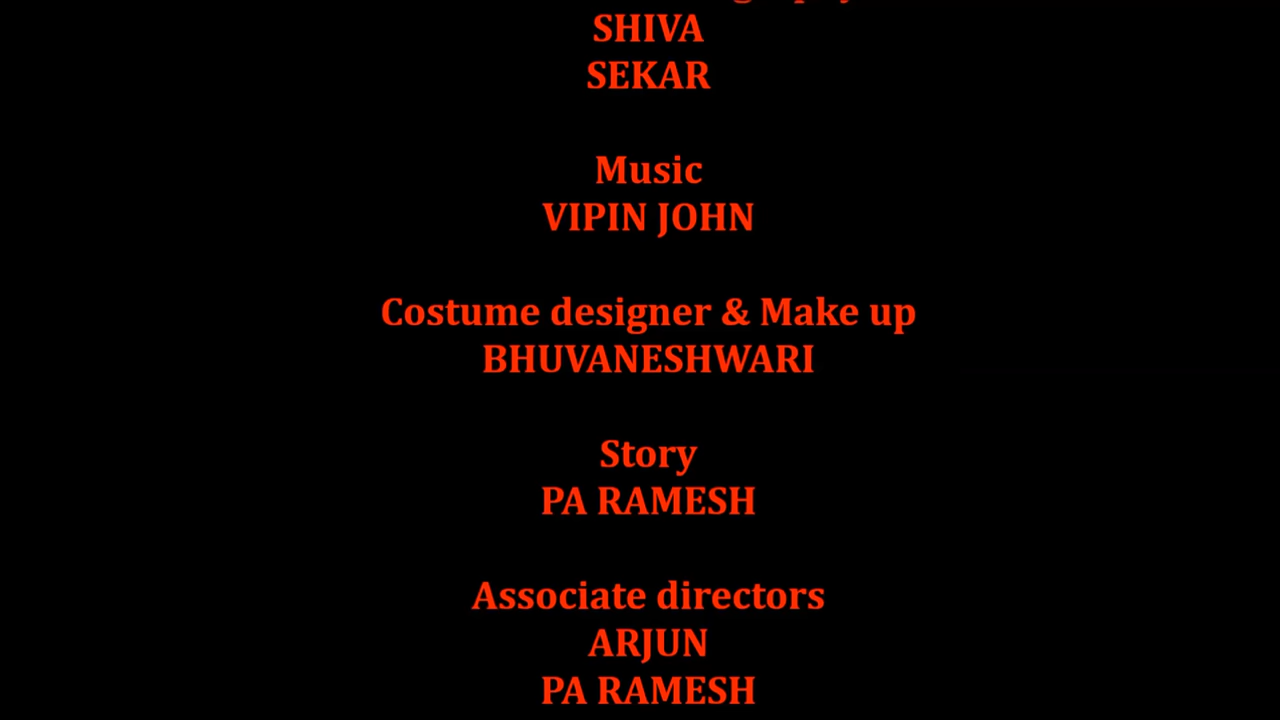 SHIVA
SEKAR
Music
VIPIN JOHN
Costume designer & Make up
BHUVANESHWARI
Story
PA RAMESH
Associate directors
ARJUN
PA RAMESH